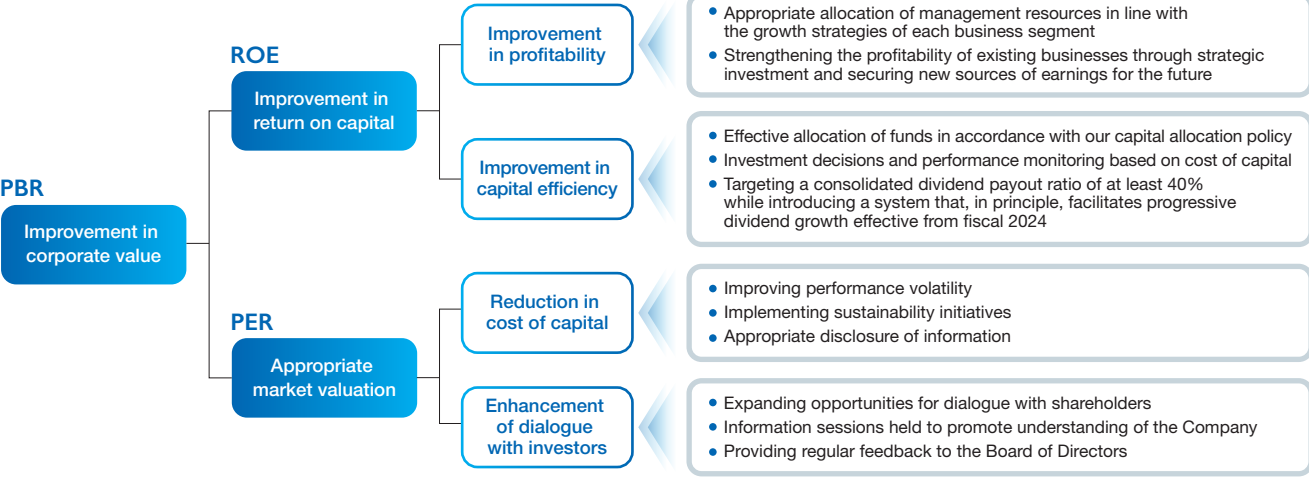 PBR
Improvement in
corporate value
ROE
Improvement in
return on capital
Improvement
in profitability
• Appropriate allocation of management resources in line with
the growth strategies of each business segment
• Strengthening the profitability of existing businesses through strategic
investment and securing new sources of earnings for the future
Improvement in
capital efficiency
• Effective allocation of funds in accordance with our capital allocation policy
• Investment decisions and performance monitoring based on cost of capital
• Targeting a consolidated dividend payout ratio of at least 40%
while introducing a system that, in principle, facilitates progressive
dividend growth effective from fiscal 2024
PER
Appropriate
market valuation
Reduction in
cost of capital
• Improving performance volatility
• Implementing sustainability initiatives
• Appropriate disclosure of information
Enhancement
of dialogue
with investors
• Expanding opportunities for dialogue with shareholders
• Information sessions held to promote understanding of the Company
• Providing regular feedback to the Board of Directors